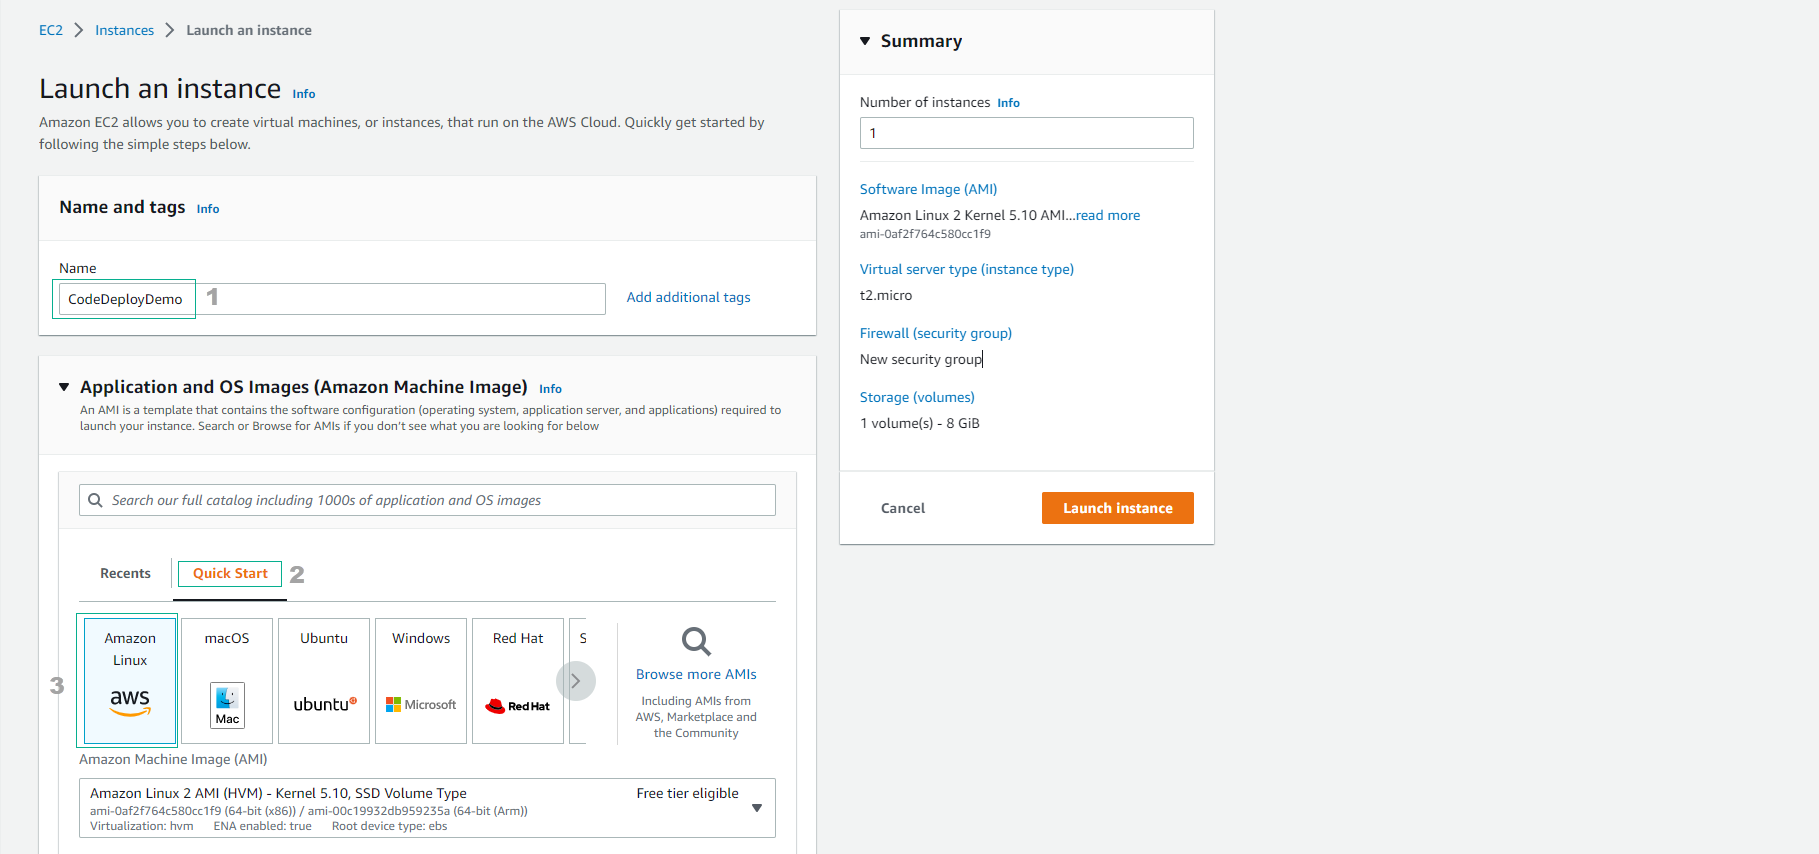 EC2 > Instances > Launch an instance
Launch an instance Info
Amazon EC2 allows you to create virtual machines, or instances, that run on the AWS Cloud. Quickly get started by
following the simple steps below.
Name and tags Info
Name
CodeDeployDemo 1 Add additional tags
Application and OS Images (Amazon Machine Image) Info
An AMI is a template that contains the software configuration (operating system, application server, and applications) required to
launch your instance. Search or Browse for AMIs if you don't see what you are looking for below
Search our full catalog including 1000s of application and OS images
Recents Quick Start 2
3
Amazon
Linux
aws
macOS
Mac
Ubuntu
ubuntu
Windows
Microsoft
Red Hat
Red Hat
S
Browse more AMIs
Including AMIs from
AWS, Marketplace and
the Community
Amazon Machine Image (AMI)
Amazon Linux 2 AMI (HVM) - Kernel 5.10, SSD Volume Type Free tier eligible
ami-0af2f764c580cc1f9 (64-bit (x86)) / ami-00c19932db959235a (64-bit (Arm))
Virtualization: hvm ENA enabled: true Root device type: ebs
Summary
Number of instances Info
1
Software Image (AMI)
Amazon Linux 2 Kernel 5.10 AMI...read more
ami-0af2f764c580cc1f9
Virtual server type (instance type)
t2.micro
Firewall (security group)
New security group
Storage (volumes)
1 volume(s) - 8 GiB
Cancel Launch instance